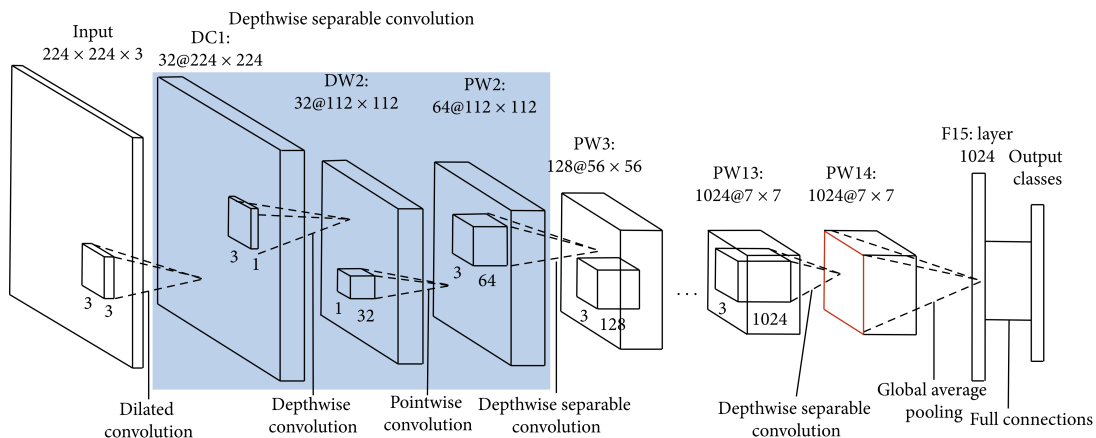 Depthwise separable convolution
Input
224 × 224 × 3
DC1:
32@224 × 224
DW2:
32@112 × 112
PW2:
64@112 × 112
PW3:
128@56 × 56
PW13:
1024@7 × 7
PW14:
1024@7 × 7
F15: layer
1024
Output
classes
3
3
3
1
1
32
3
64
3
128
...
3
1024
Dilated
convolution
Depthwise
convolution
Pointwise
convolution
Depthwise separable
convolution
Depthwise separable
convolution
Global average
pooling
Full connections